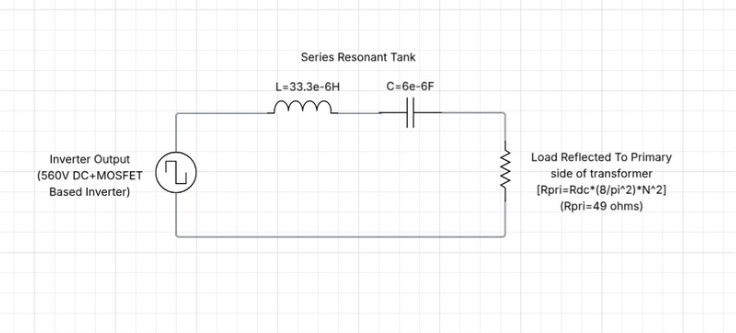 Series Resonant Tank
L=33.3e-6H
C=6e-6F
Inverter Output
(560V DC+MOSFET
Based Inverter)
Load Reflected To Primary
side of transformer
[Rpri=Rdc*(8/pi^2)*N^2]
(Rpri=49 ohms)